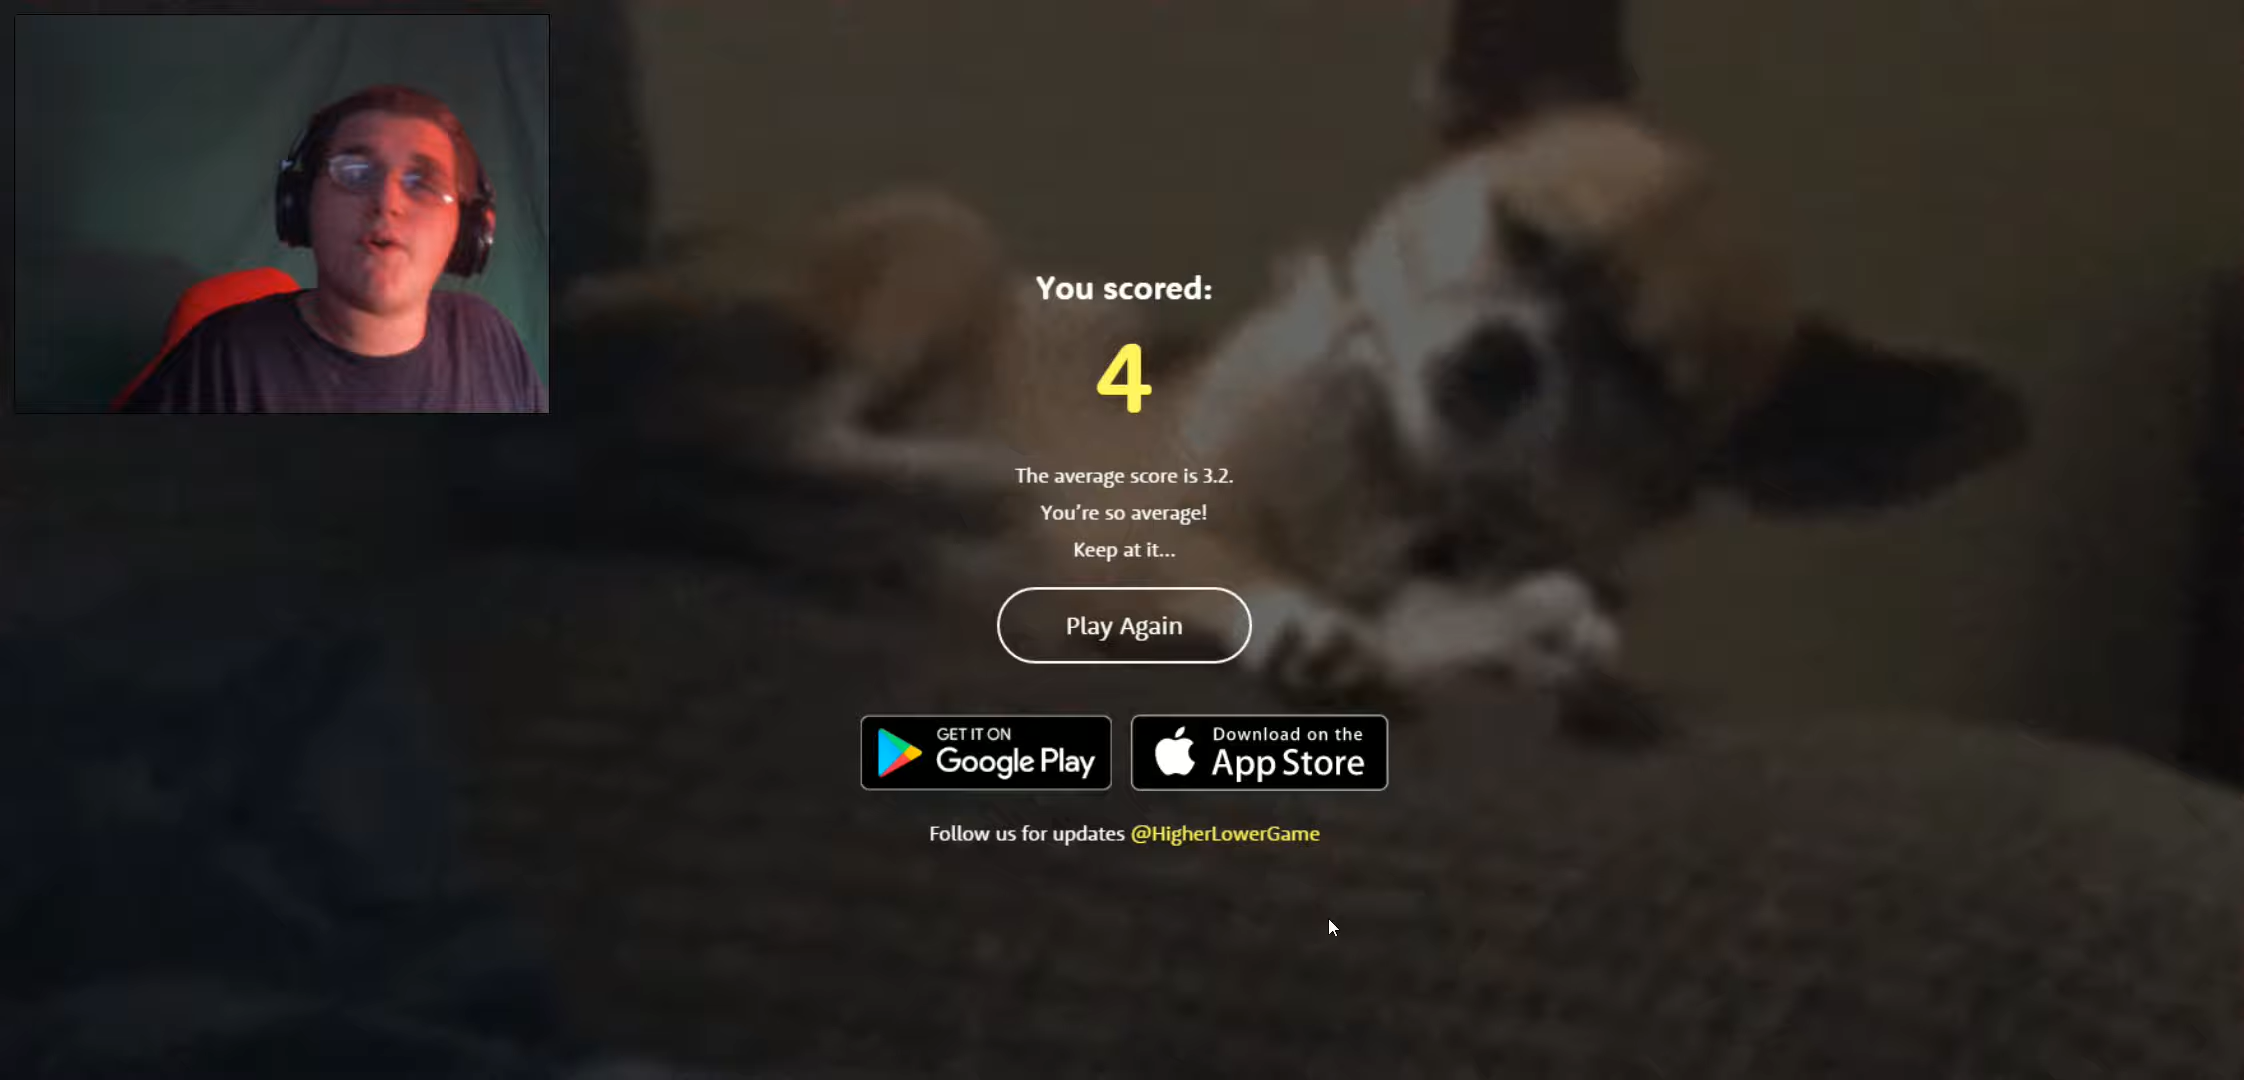 You scored:
4
The average score is 3.2.
You're so average!
Keep at it...
Play Again
GET IT ON
Google Play
Download on the
App Store
Follow us for updates @HigherLowerGame